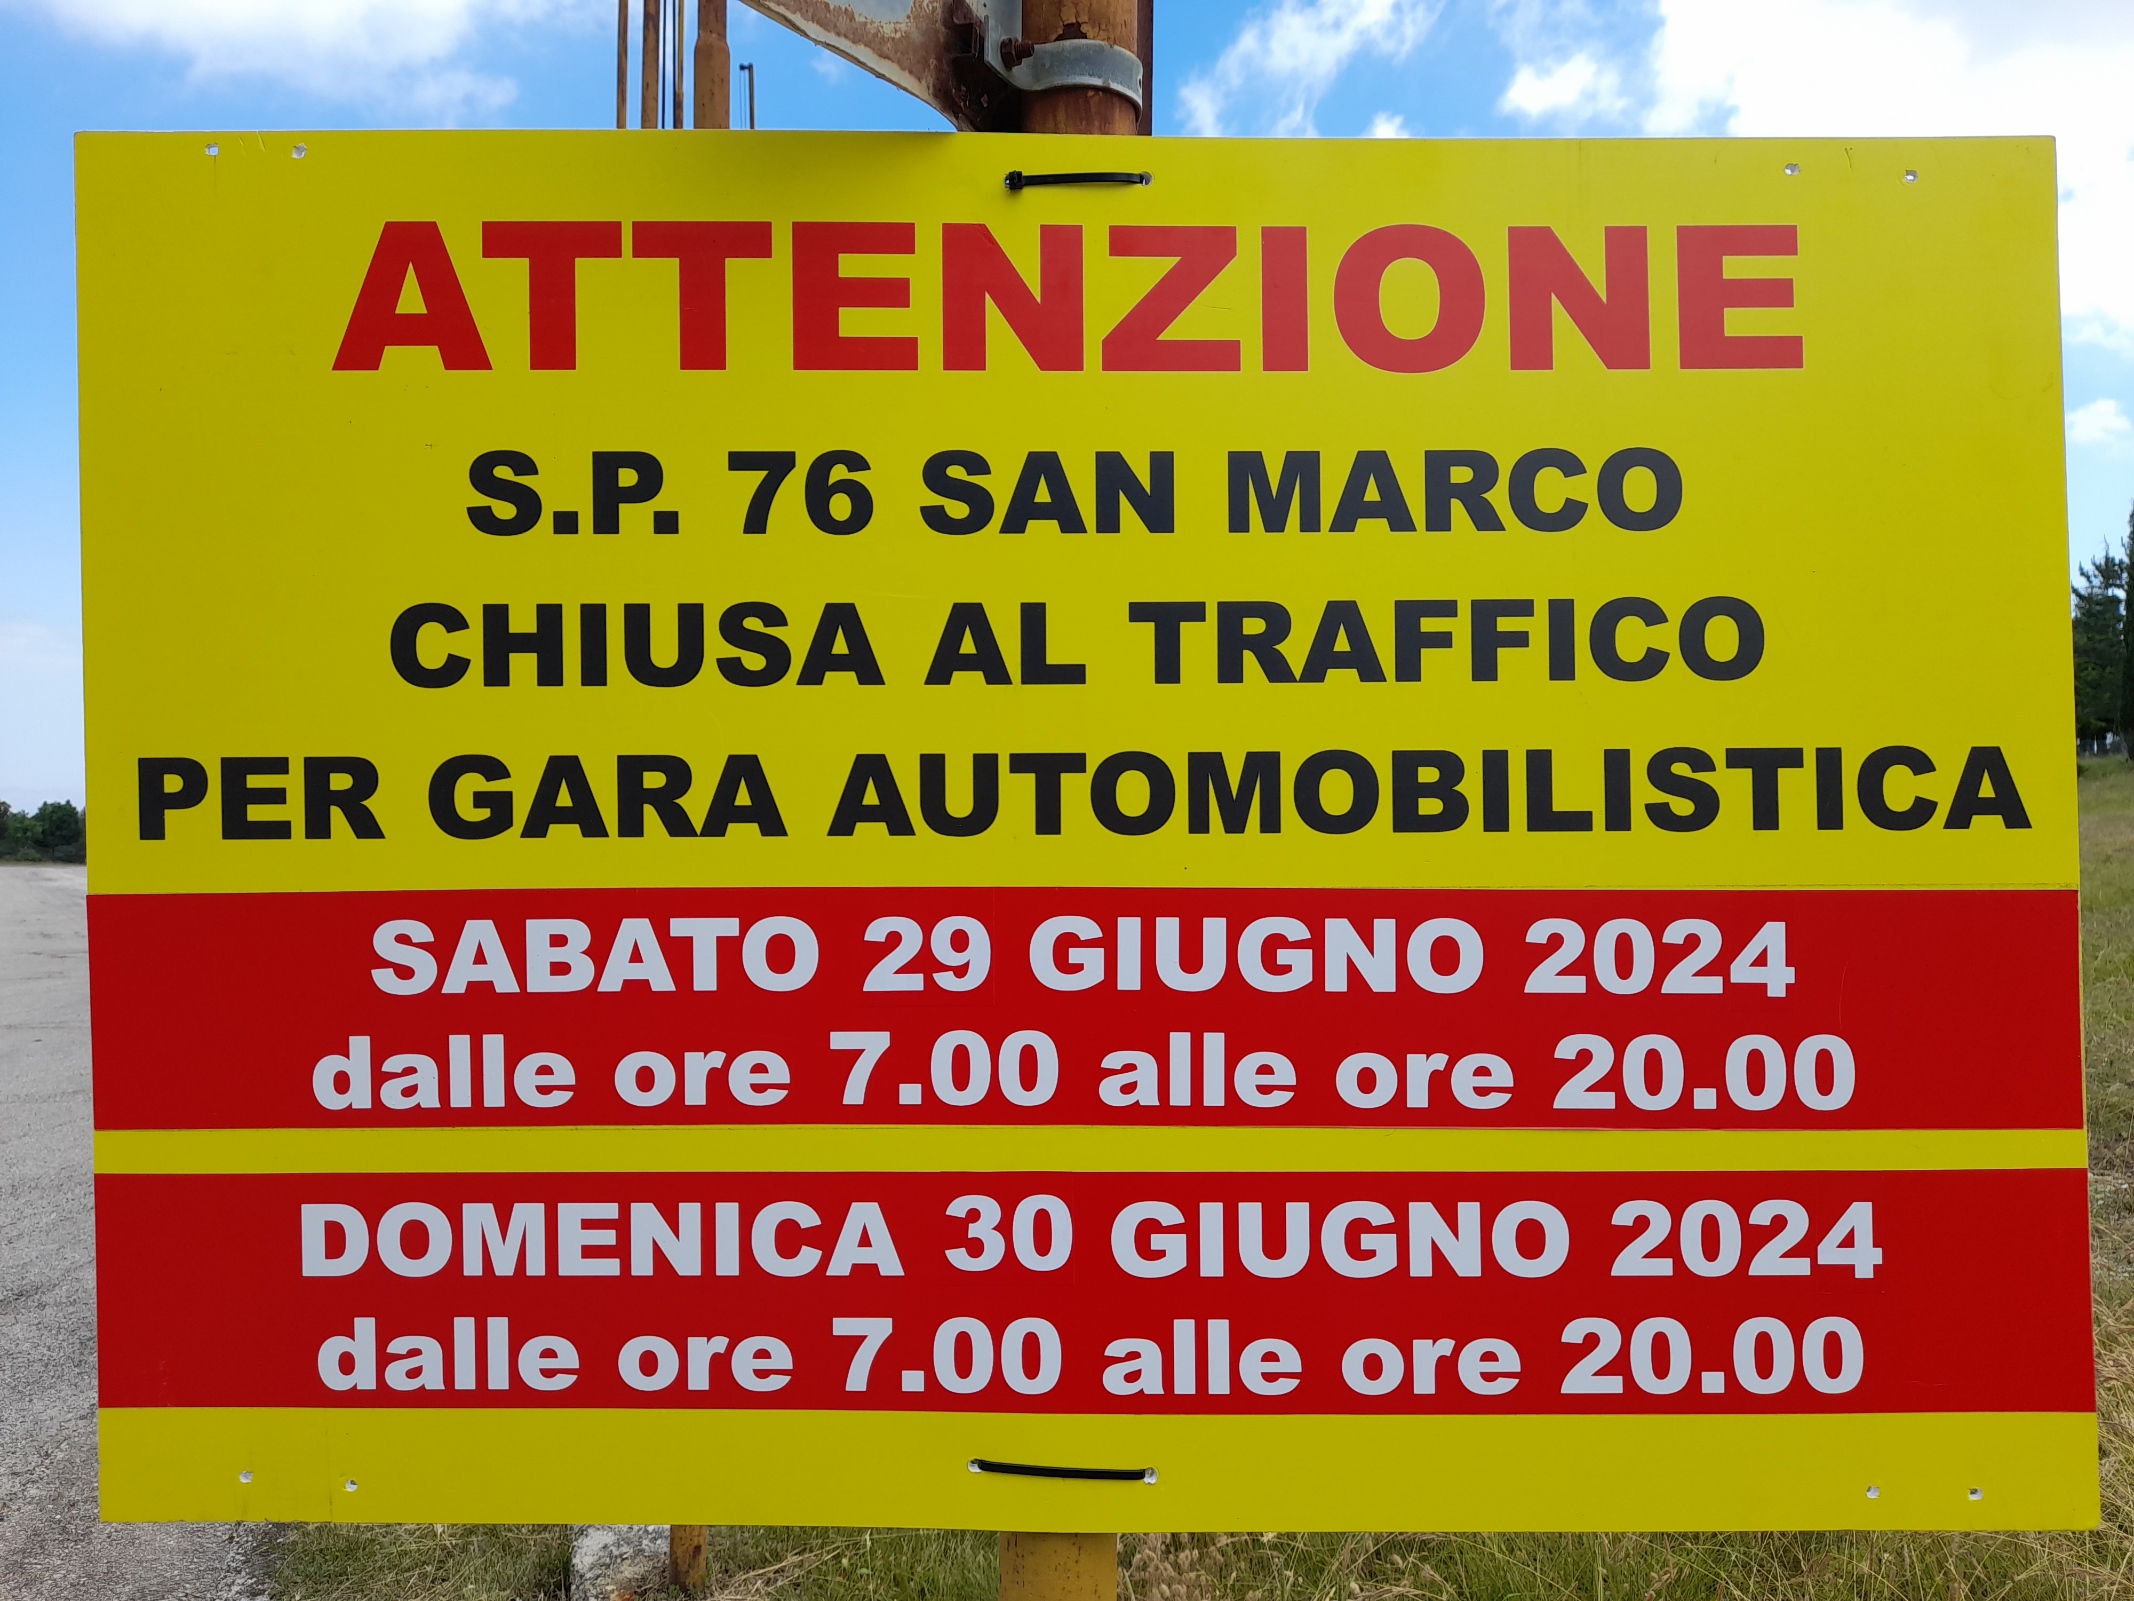 ATTENZIONE
S.P. 76 SAN MARCO
CHIUSA AL TRAFFICO
PER GARA AUTOMOBILISTICA
SABATO 29 GIUGNO 2024
dalle ore 7.00 alle ore 20.00
DOMENICA 30 GIUGNO 2024
dalle ore 7.00 alle ore 20.00